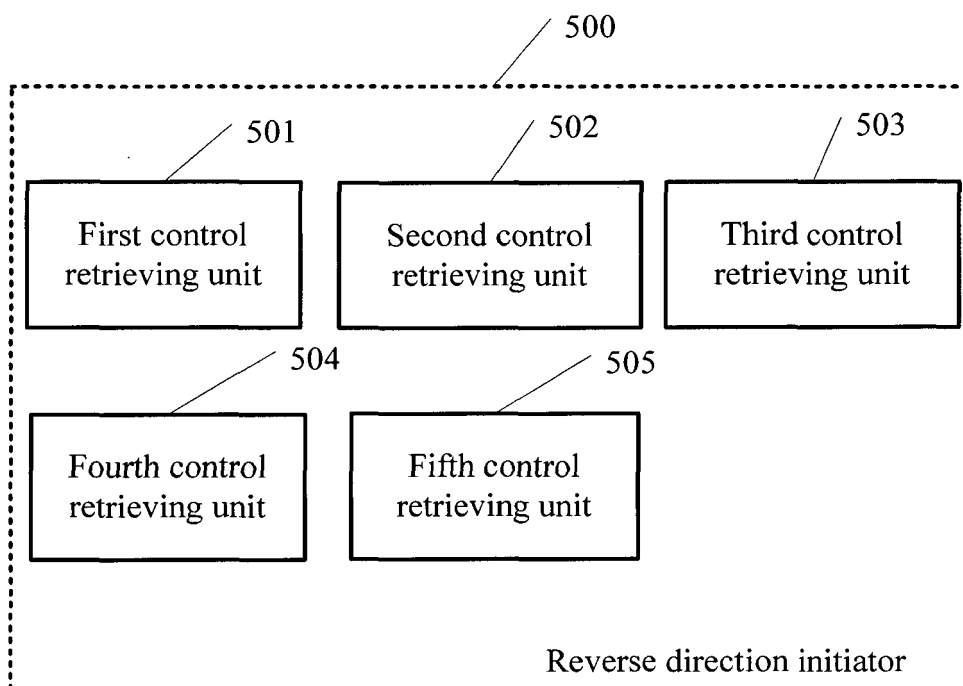 500
501
502
503
First control
retrieving unit
Second control
retrieving unit
Third control
retrieving unit
504
505
Fourth control
retrieving unit
Fifth control
retrieving unit
Reverse direction initiator